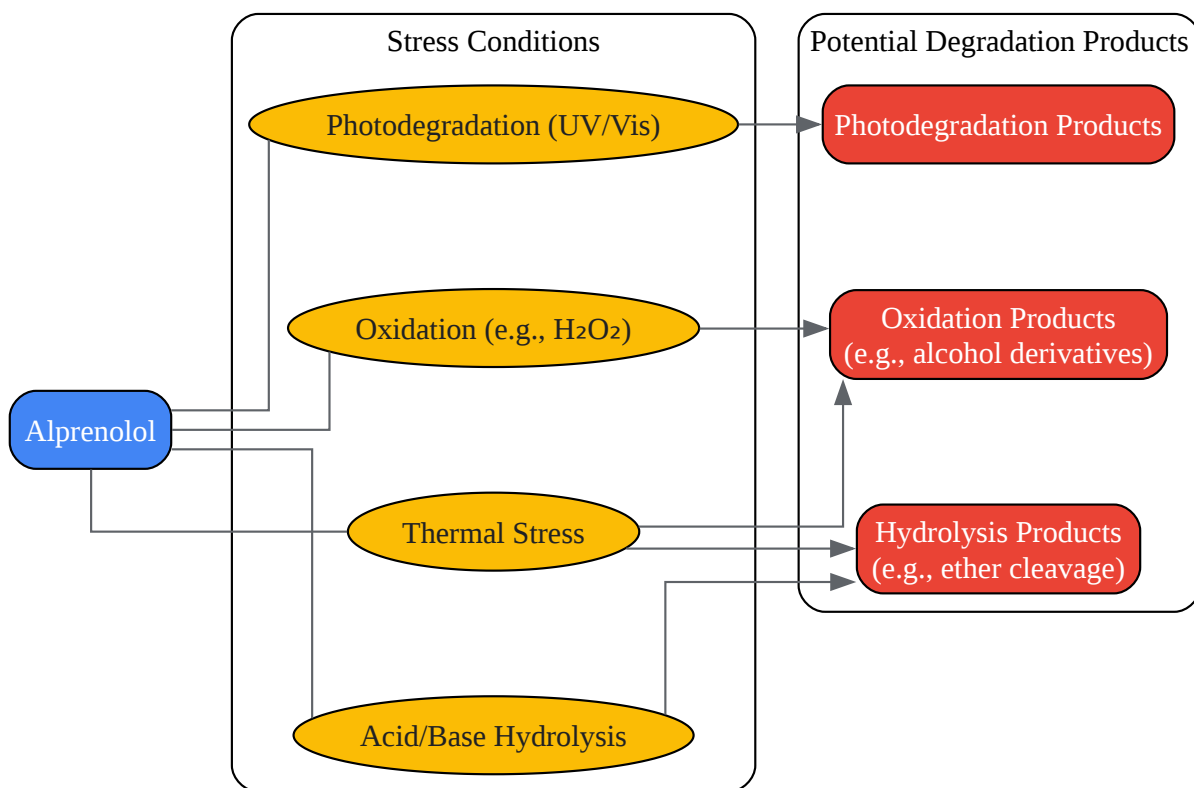 Stress Conditions
Potential Degradation Products
Photodegradation (UV/Vis)
Photodegradation Products
Oxidation (e.g., H₂O₂)
Oxidation Products
(e.g., alcohol derivatives)
Alprenolol
Thermal Stress
Hydrolysis Products
(e.g., ether cleavage)
Acid/Base Hydrolysis